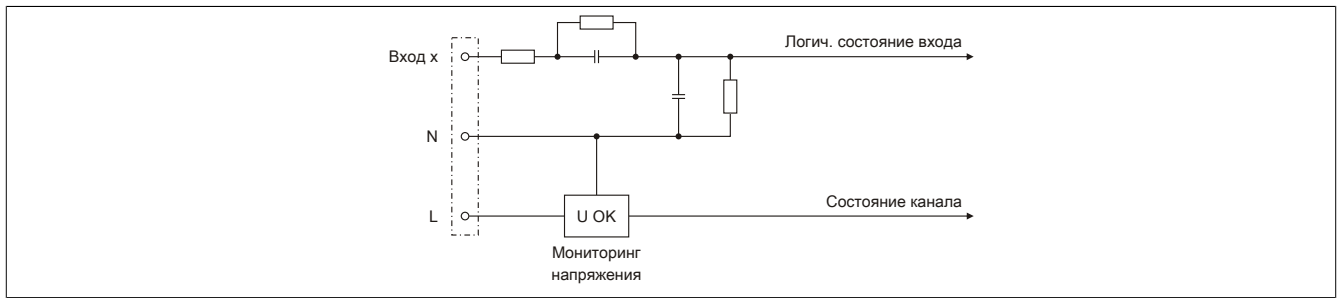 Вход x
Логич. состояние входа
N
L
U OK
Состояние канала
Мониторинг
напряжения